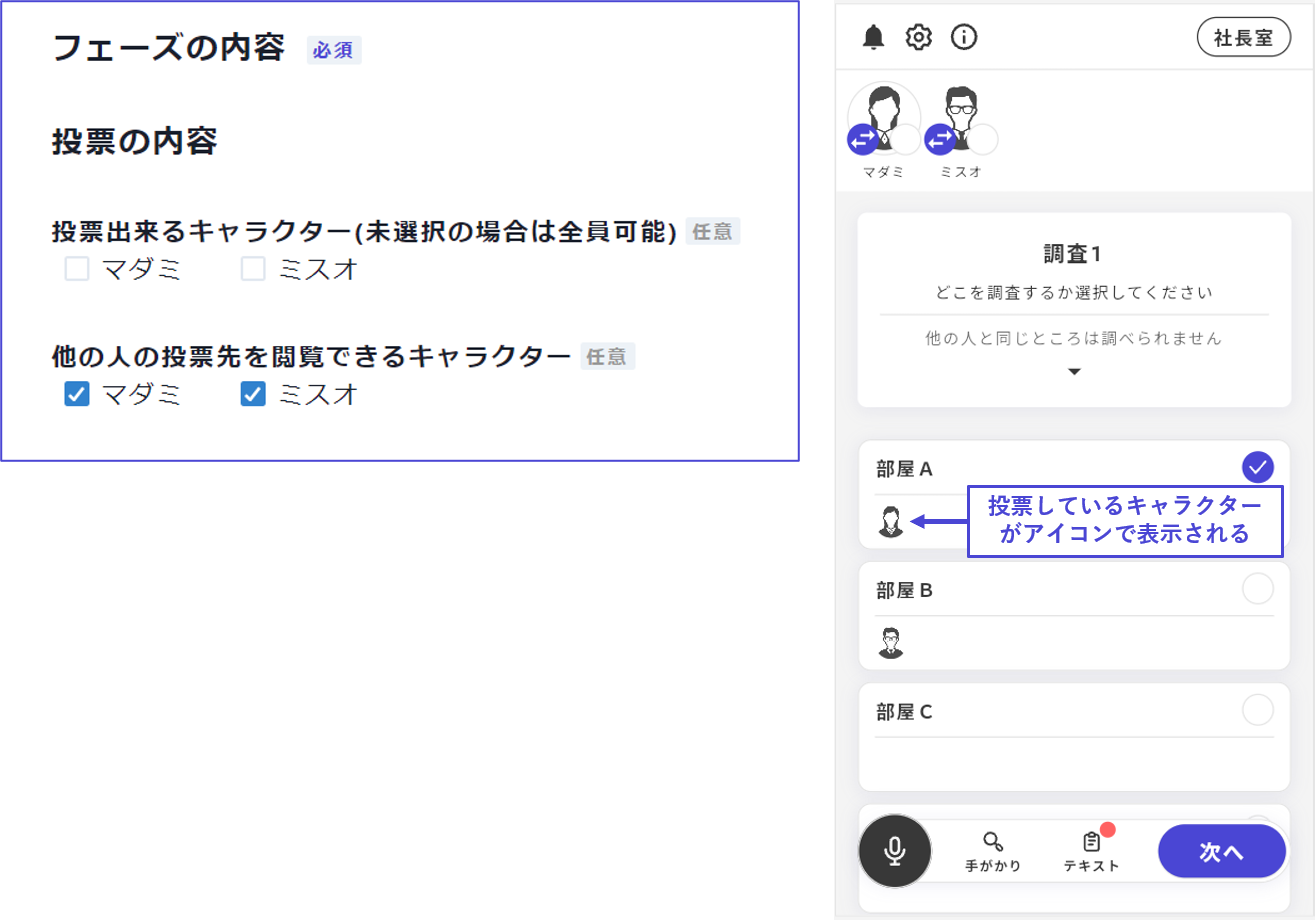 フェーズの内容 必須
投票の内容
投票出来るキャラクター(未選択の場合は全員可能) 任意
マダミ ミスオ
他の人の投票先を閲覧できるキャラクター 任意
マダミ ミスオ
社長室
マダミ ミスオ
調査1
どこを調査するか選択してください
他の人と同じところは調べられません
部屋A
投票しているキャラクター
がアイコンで表示される
部屋B
部屋C
手がかり テキスト 次へ